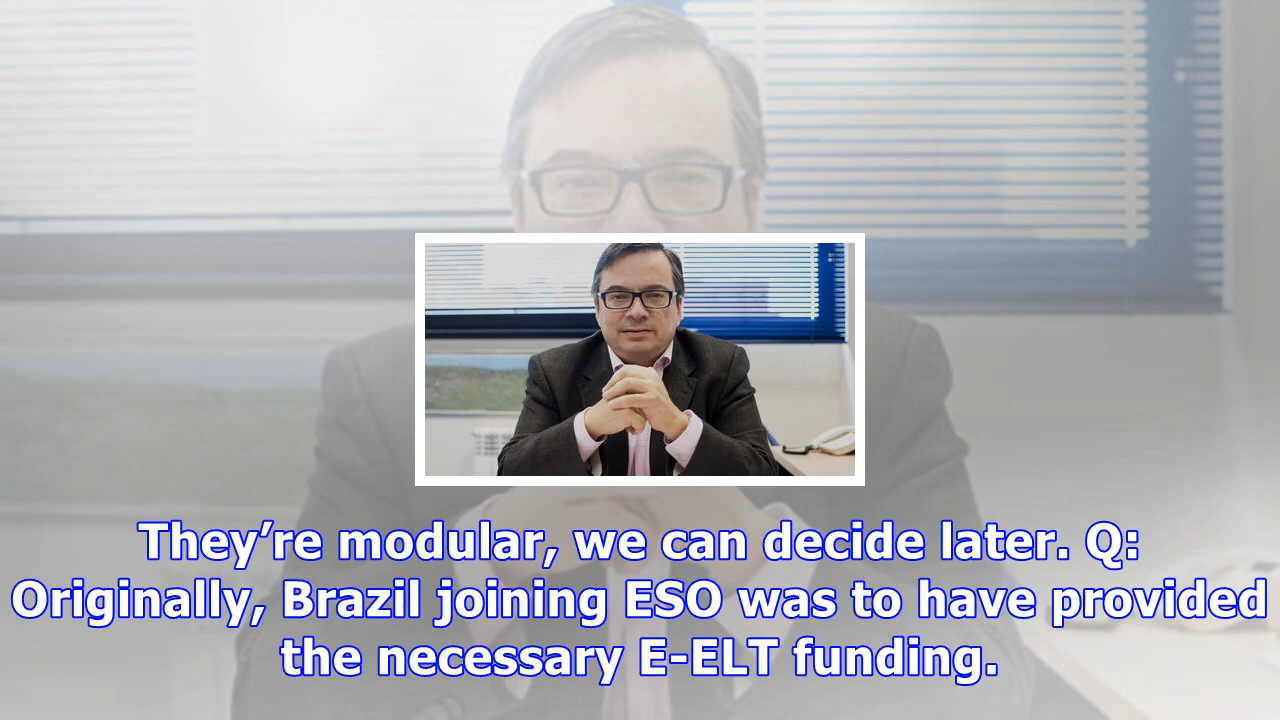 They’re modular, we can decide later. Q:
Originally, Brazil joining ESO was to have provided
the necessary E-ELT funding.